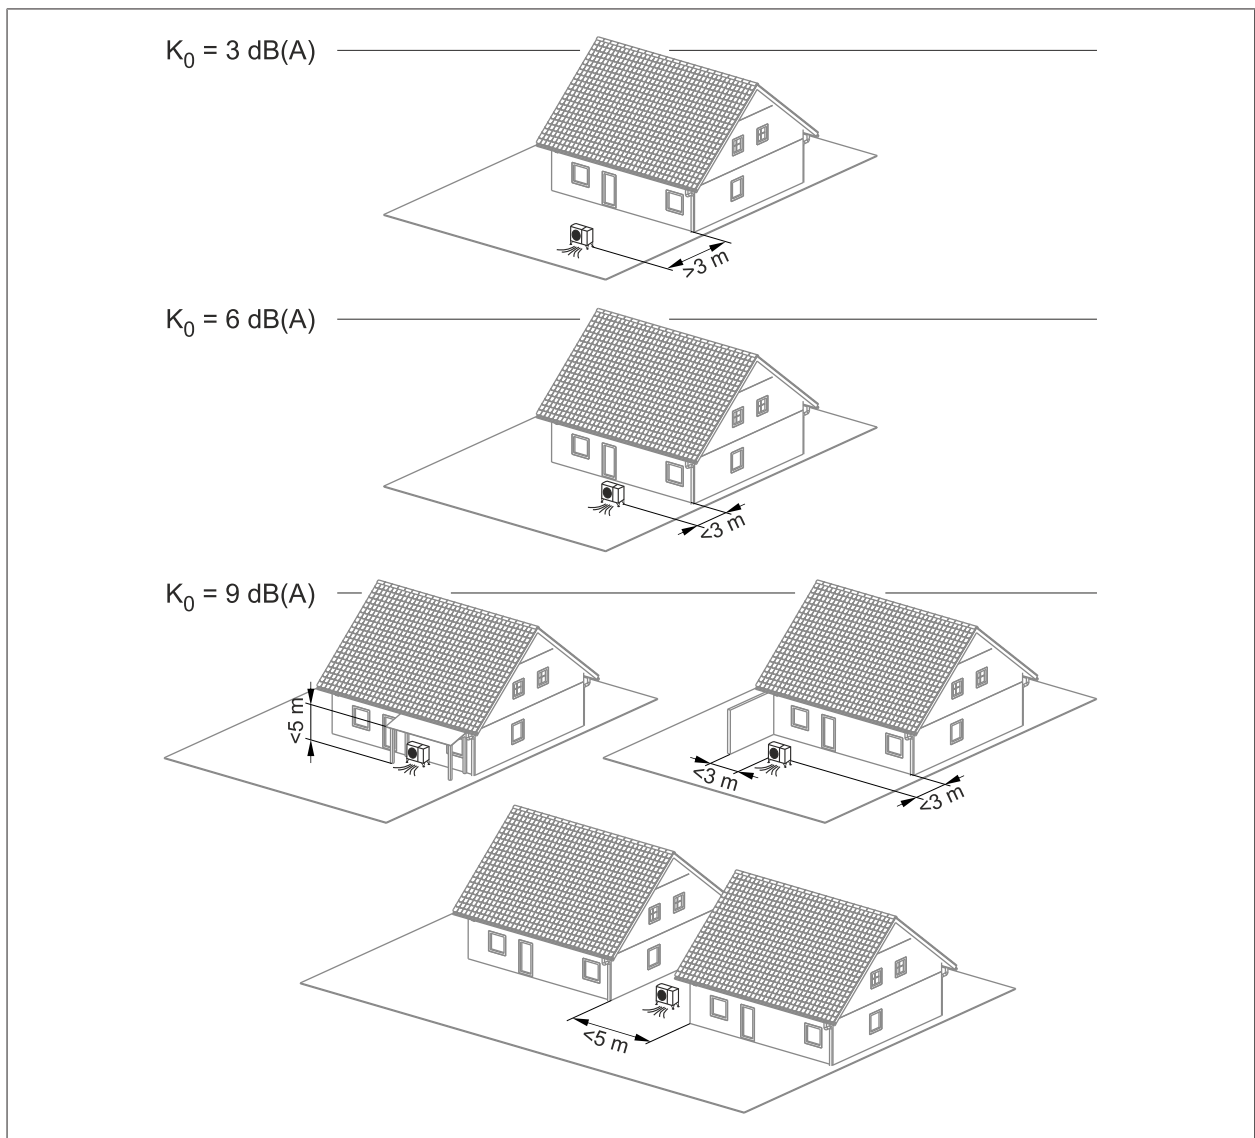 K0 = 3 dB(A)
>3 m
K0 = 6 dB(A)
<3 m
K0 = 9 dB(A)
<5 m
<3 m
<3 m
<5 m